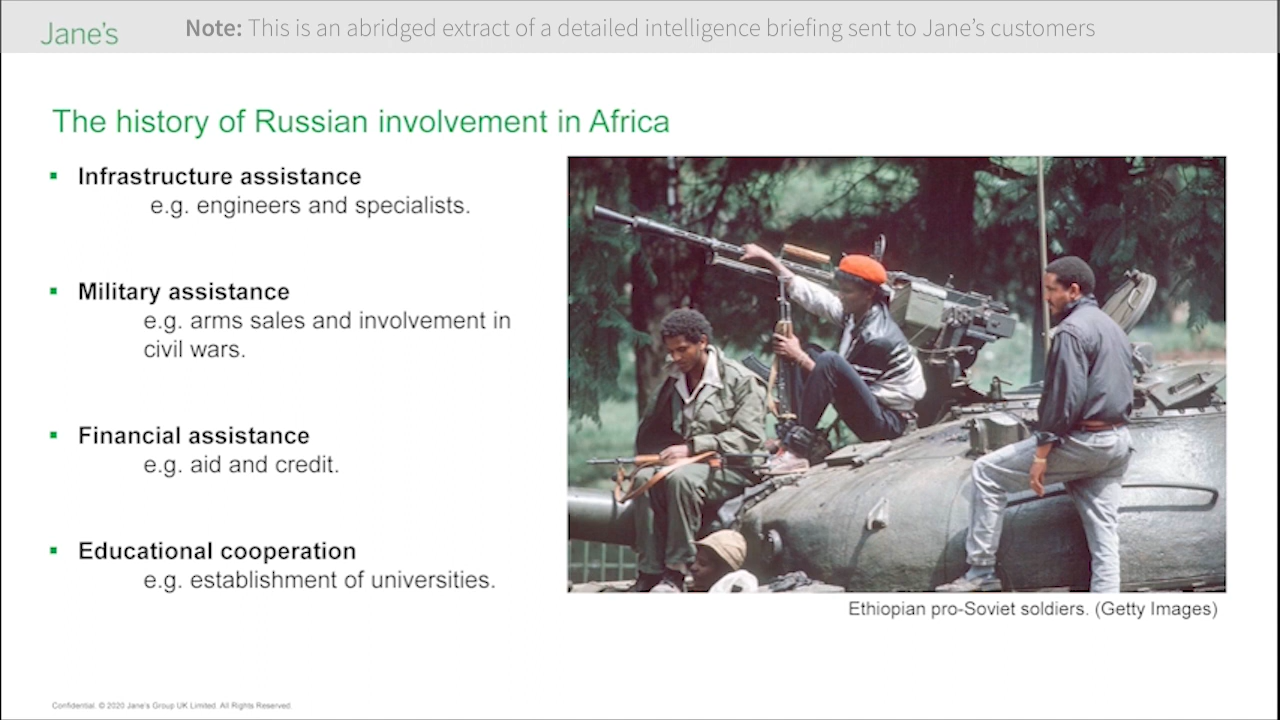 Jane's
Note: This is an abridged extract of a detailed intelligence briefing sent to Jane’s customers
The history of Russian involvement in Africa
▪ Infrastructure assistance
e.g. engineers and specialists.
▪ Military assistance
e.g. arms sales and involvement in
civil wars.
▪ Financial assistance
e.g. aid and credit.
▪ Educational cooperation
e.g. establishment of universities.
Ethiopian pro-Soviet soldiers. (Getty Images)
Confidential. © 2020 Jane's Group UK Limited. All Rights Reserved.